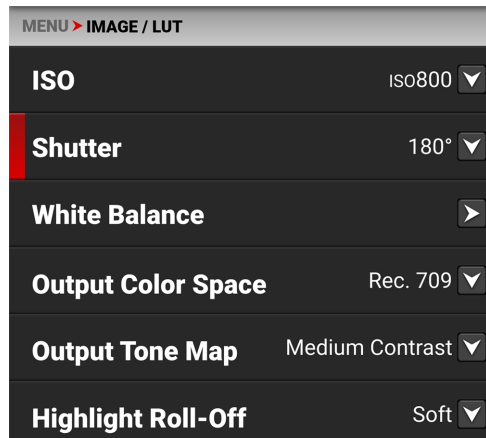 MENU > IMAGE / LUT
ISO ISO800
Shutter 180°
White Balance
Output Color Space Rec. 709
Output Tone Map Medium Contrast
Highlight Roll-Off Soft